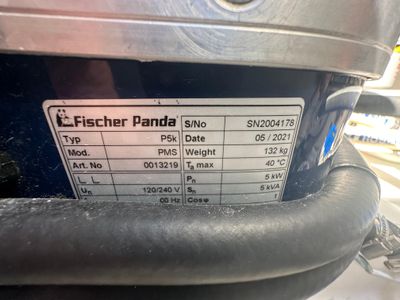 Fischer Panda S/No SN2004178
Typ P5k Date 05 / 2021
Mod. PMS Weight 132 kg
Art. No 0013219 Ta max 40 °C
Pn 5 kW
Un 120/240 V Sn 5 kVA
00 Hz Cosφ 1